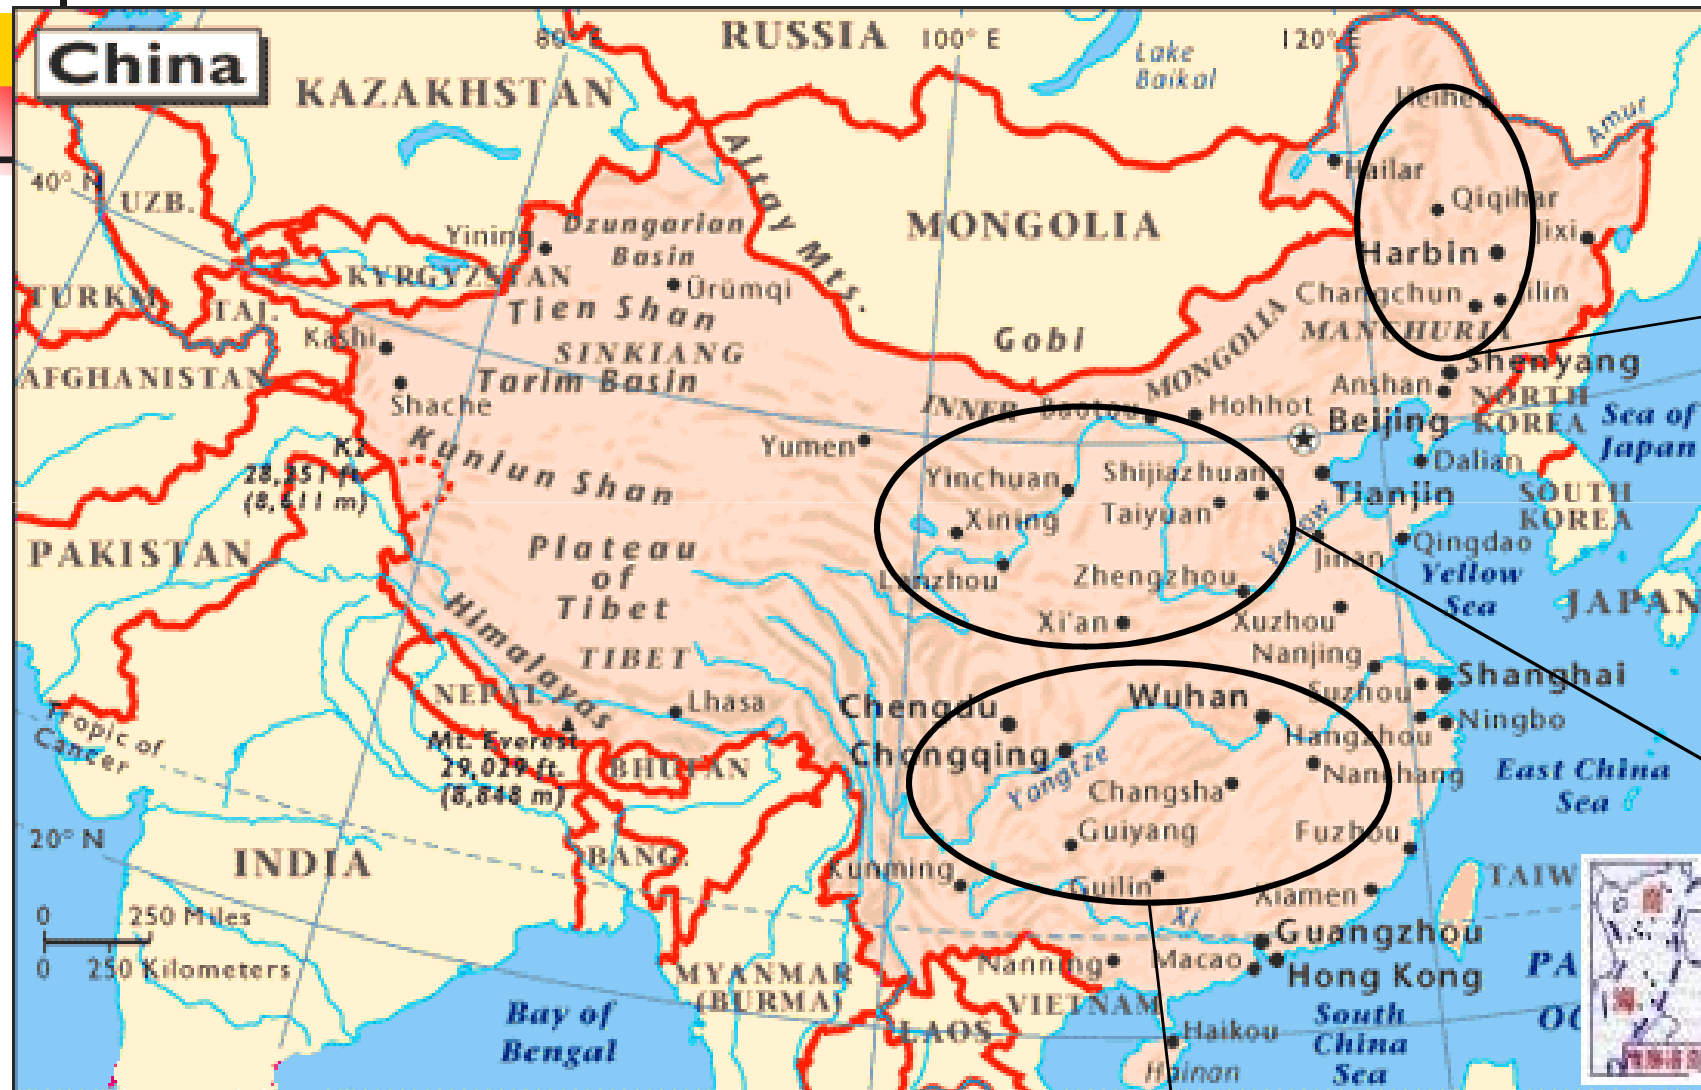 China
RUSSIA
80° E
100° E
120° E
Lake
Baikal
KAZAKHSTAN
Heihe
Amur
Altay Mts.
Hailar
40° N
UZB.
Qiqihar
MONGOLIA
Dzungarian
Basin
Yining
Jixi
Harbin
KYRGYZSTAN
Ürümqi
Changchun
TURKM.
TAJ.
Tien Shan
MANCHURIA
Kashi
Gobi
SINKIANG
Shenyang
AFGHANISTAN
Tarim Basin
INNER MONGOLIA
Anshan
NORTH
KOREA
Shache
Baotou
Hohhot
Beijing
Sea of
Japan
K2
28,251 ft.
(8,611 m)
Kunlun Shan
Yumen
Dalian
Yinchuan
Shijiazhuang
Tianjin
SOUTH
KOREA
Xining
Taiyuan
Yellow
Jinan
Qingdao
PAKISTAN
Plateau
of
Tibet
Lanzhou
Zhengzhou
Yellow
Sea
JAPAN
Himalayas
Xi'an
Xuzhou
TIBET
Nanjing
Shanghai
NEPAL
Lhasa
Chengdu
Wuhan
Suzhou
Ningbo
Tropic of
Cancer
Hangzhou
Mt. Everest
29,029 ft.
(8,848 m)
BHUTAN
Chongqing
Yangtze
Nanchang
East China
Sea
Changsha
20° N
INDIA
BANG.
Guiyang
Fuzhou
Kunming
Guilin
Xiamen
TAIW
0 250 Miles
0 250 Kilometers
Xi
Guangzhou
Nanning
Macao
Hong Kong
PA
MYANMAR
(BURMA)
VIETNAM
Bay of
Bengal
LAOS
Haikou
South
China
Sea
Hainan